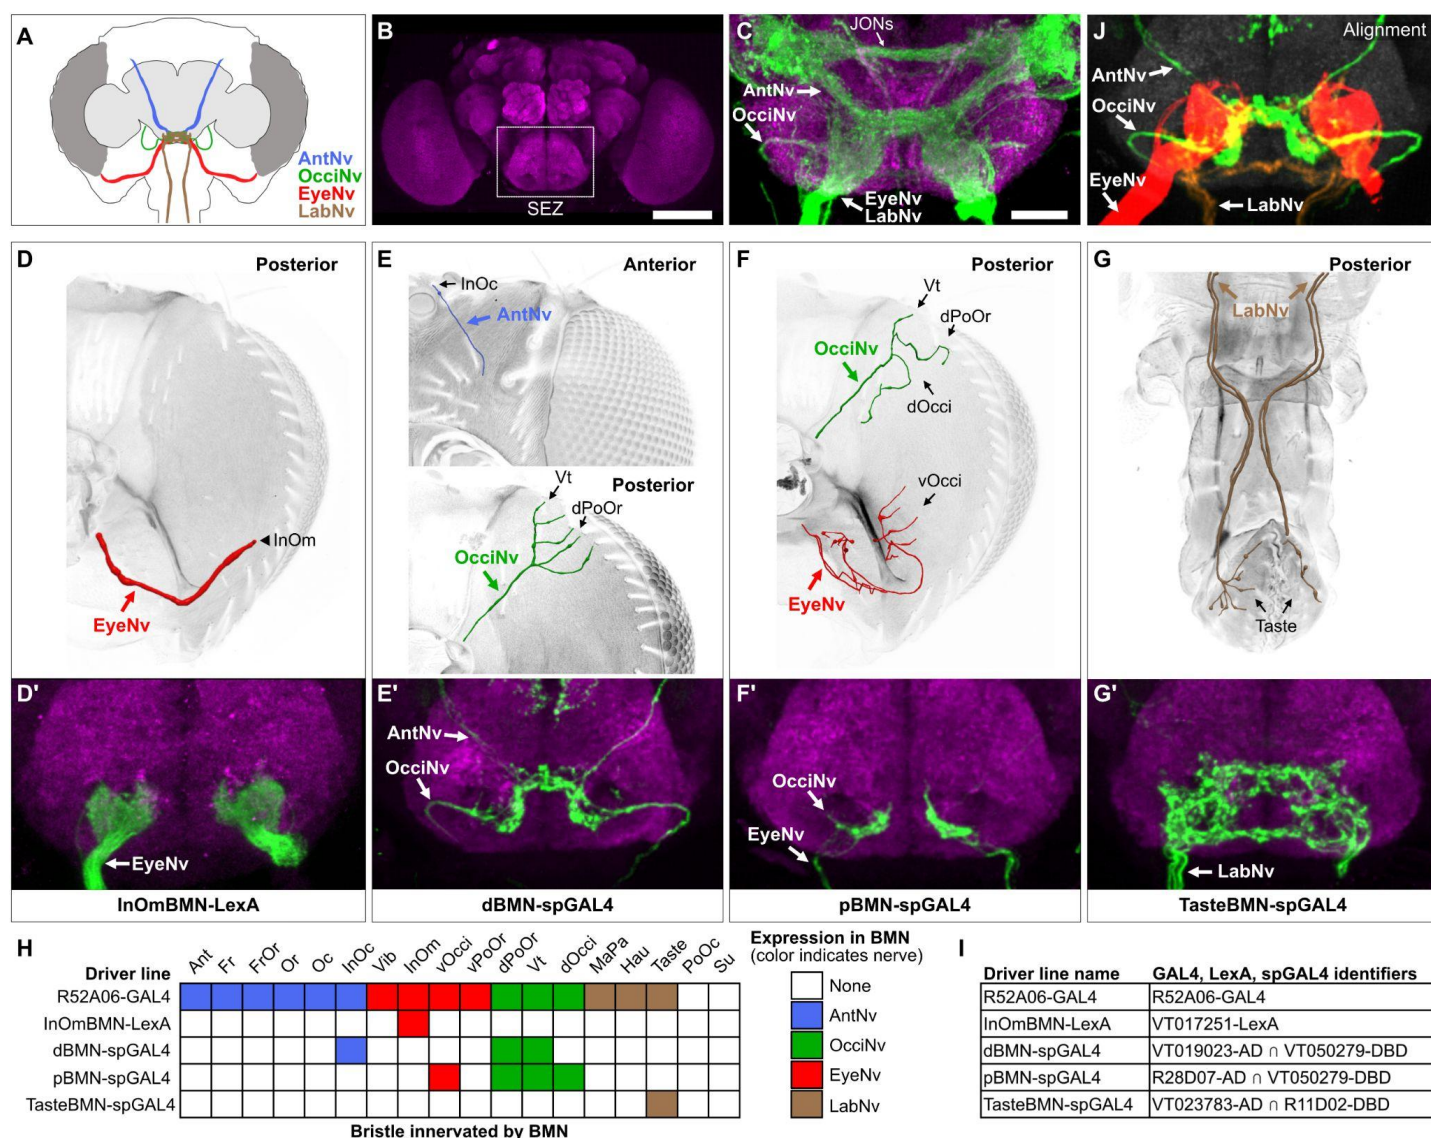 A
AntNv
OcciNv
EyeNv
LabNv
B
SEZ
C
JONs
AntNv
OcciNv
EyeNv
LabNv
J
Alignment
AntNv
OcciNv
EyeNv
LabNv
D
Posterior
InOm
EyeNv
E
Anterior
InOc
AntNv
Posterior
Vt
dPoOr
OcciNv
F
Posterior
Vt
dPoOr
OcciNv
dOcci
vOcci
EyeNv
G
Posterior
LabNv
Taste
D'
EyeNv
InOmBMN-LexA
E'
AntNv
OcciNv
dBMN-spGAL4
F'
OcciNv
EyeNv
pBMN-spGAL4
G'
LabNv
TasteBMN-spGAL4
H
Driver line Ant Fr FrOr Or Oc InOc Vib InOm vOcci vPoOr dPoOr Vt dOcci MaPa Hau Taste PoOc Su
R52A06-GAL4
InOmBMN-LexA
dBMN-spGAL4
pBMN-spGAL4
TasteBMN-spGAL4
Bristle innervated by BMN
Expression in BMN
(color indicates nerve)
None
AntNv
OcciNv
EyeNv
LabNv
I
Driver line name GAL4, LexA, spGAL4 identifiers
R52A06-GAL4 R52A06-GAL4
InOmBMN-LexA VT017251-LexA
dBMN-spGAL4 VT019023-AD ∩ VT050279-DBD
pBMN-spGAL4 R28D07-AD ∩ VT050279-DBD
TasteBMN-spGAL4 VT023783-AD ∩ R11D02-DBD